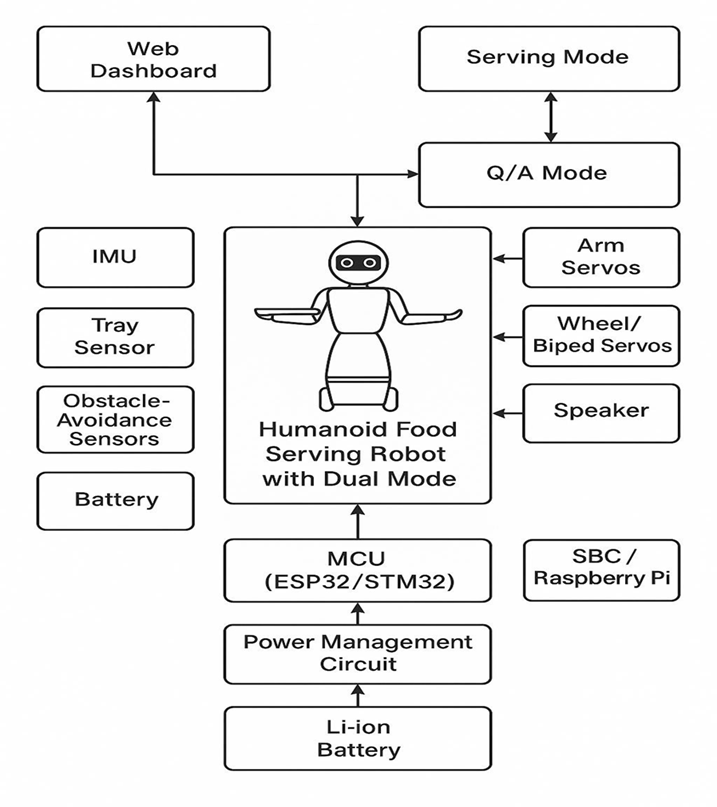 Web
Dashboard
Serving Mode
Q/A Mode
IMU
Tray
Sensor
Obstacle-
Avoidance
Sensors
Battery
Humanoid Food
Serving Robot
with Dual Mode
Arm
Servos
Wheel/
Biped Servos
Speaker
MCU
(ESP32/STM32)
SBC /
Raspberry Pi
Power Management
Circuit
Li-ion
Battery